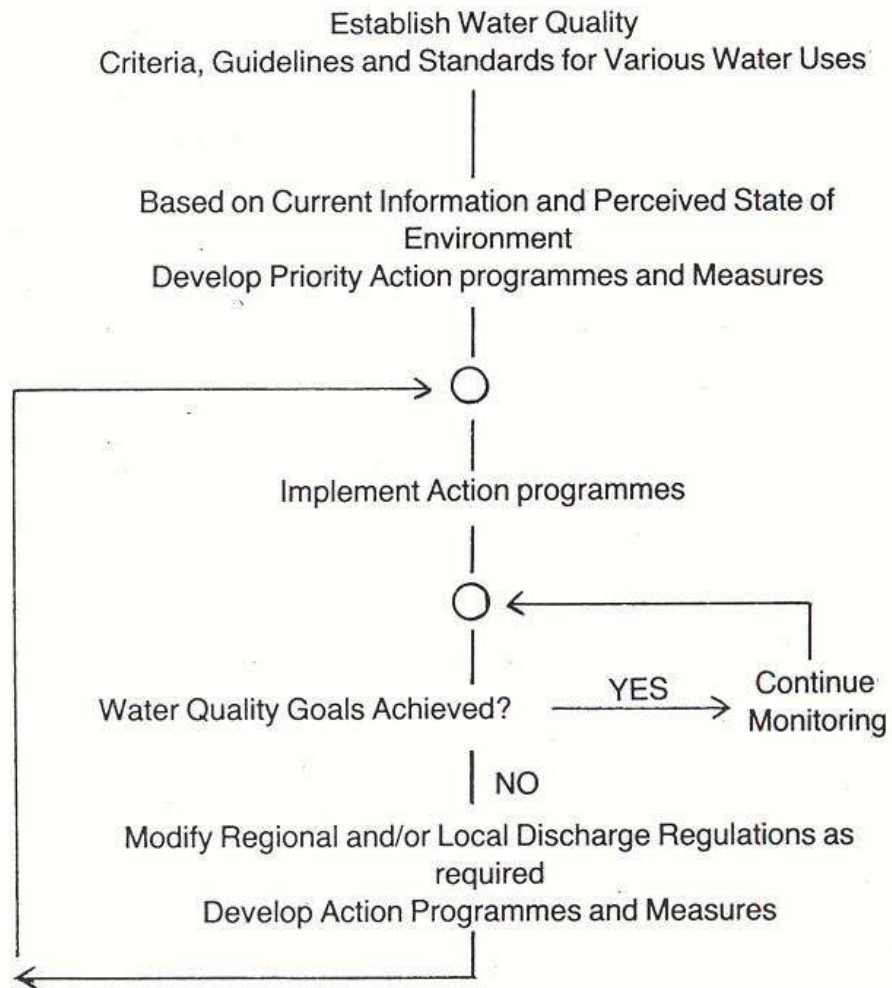 Establish Water Quality
Criteria, Guidelines and Standards for Various Water Uses
Based on Current Information and Perceived State of
Environment
Develop Priority Action programmes and Measures
Implement Action programmes
Water Quality Goals Achieved?
YES
Continue
Monitoring
NO
Modify Regional and/or Local Discharge Regulations as
required
Develop Action Programmes and Measures